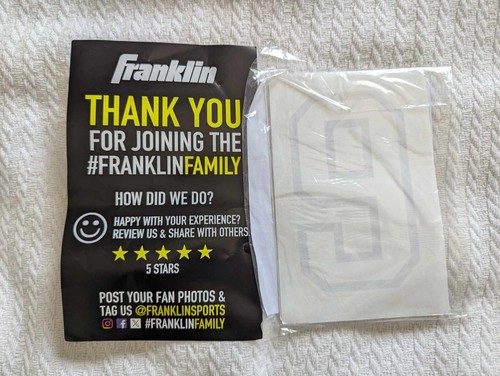 Franklin
THANK YOU
FOR JOINING THE
#FRANKLINFAMILY
HOW DID WE DO?
HAPPY WITH YOUR EXPERIENCE?
REVIEW US & SHARE WITH OTHERS
5 STARS
POST YOUR FAN PHOTOS &
TAG US @FRANKLINSPORTS
#FRANKLINFAMILY